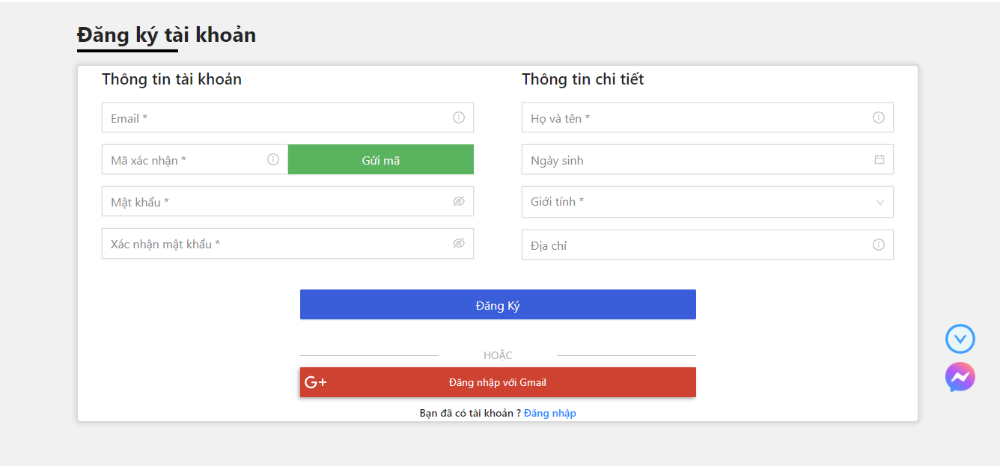 Đăng ký tài khoản
Thông tin tài khoản
Email *
Mã xác nhận *
Gửi mã
Mật khẩu *
Xác nhận mật khẩu *
Thông tin chi tiết
Họ và tên *
Ngày sinh
Giới tính *
Địa chỉ
Đăng Ký
HOẶC
G+ Đăng nhập với Gmail
Bạn đã có tài khoản ? Đăng nhập